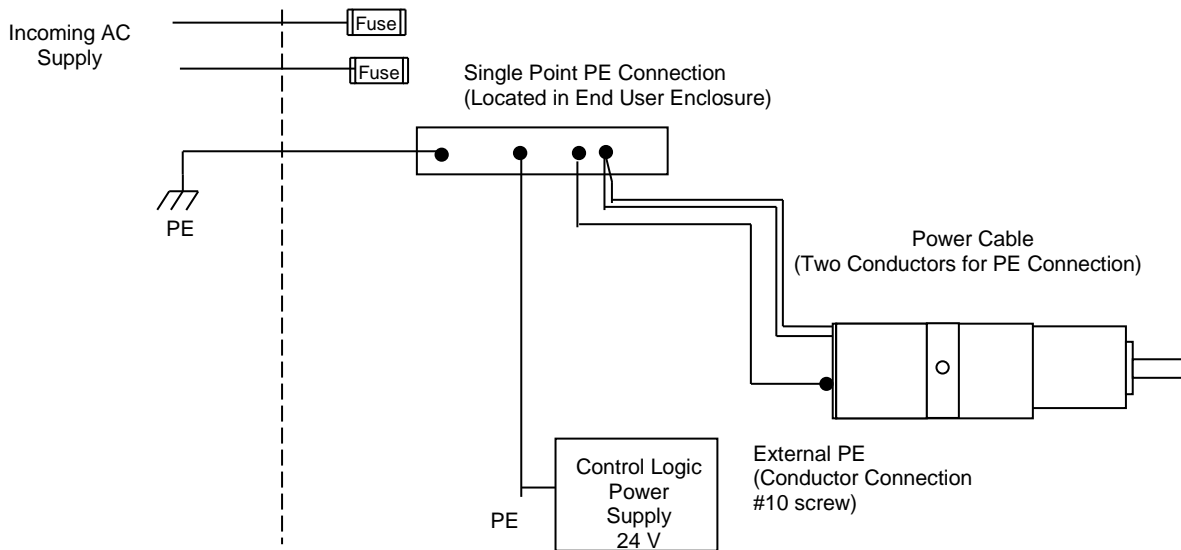 Incoming AC
Supply
Fuse
Fuse
Single Point PE Connection
(Located in End User Enclosure)
PE
Power Cable
(Two Conductors for PE Connection)
External PE
(Conductor Connection
#10 screw)
Control Logic
Power
Supply
24 V
PE